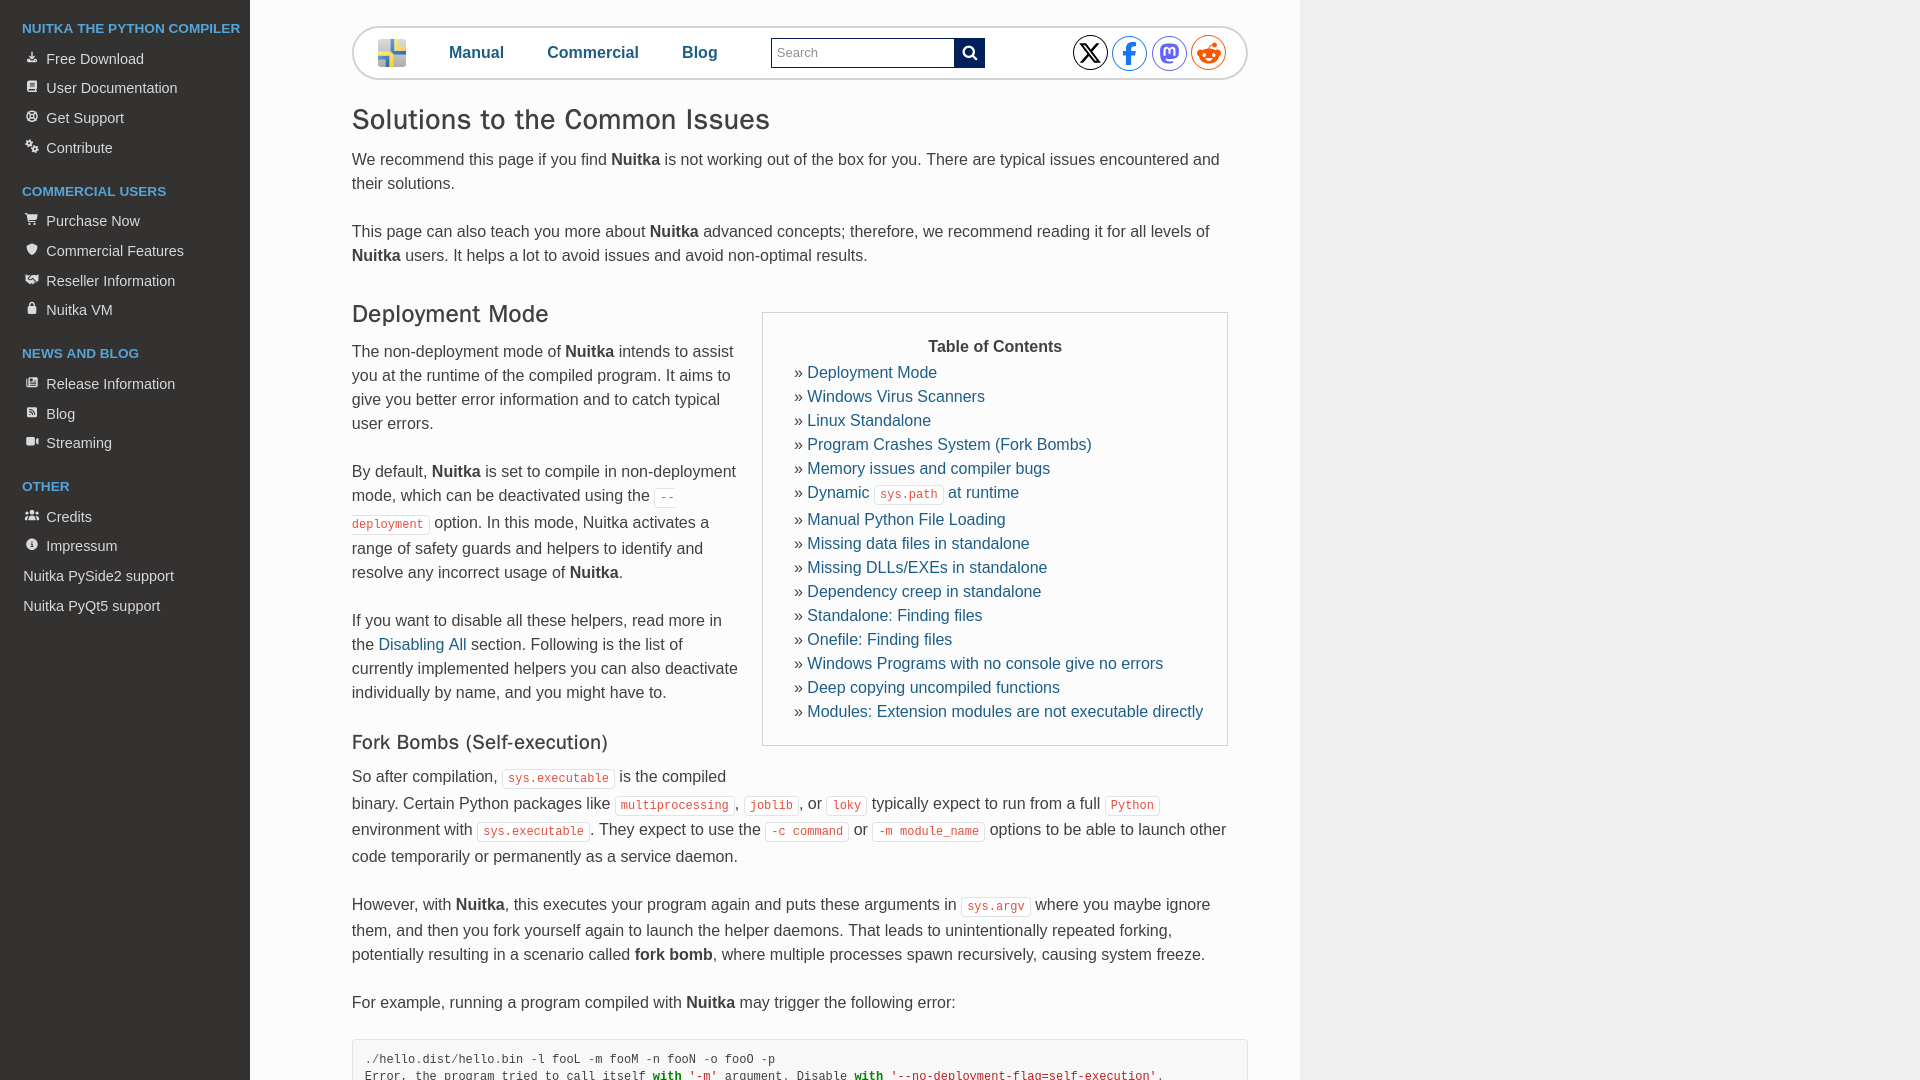 NUITKA THE PYTHON COMPILER
Free Download
User Documentation
Get Support
Contribute
COMMERCIAL USERS
Purchase Now
Commercial Features
Reseller Information
Nuitka VM
NEWS AND BLOG
Release Information
Blog
Streaming
OTHER
Credits
Impressum
Nuitka PySide2 support
Nuitka PyQt5 support
Manual Commercial Blog Search
Solutions to the Common Issues
We recommend this page if you find Nuitka is not working out of the box for you. There are typical issues encountered and
their solutions.
This page can also teach you more about Nuitka advanced concepts; therefore, we recommend reading it for all levels of
Nuitka users. It helps a lot to avoid issues and avoid non-optimal results.
Deployment Mode
The non-deployment mode of Nuitka intends to assist
you at the runtime of the compiled program. It aims to
give you better error information and to catch typical
user errors.
By default, Nuitka is set to compile in non-deployment
mode, which can be deactivated using the --
deployment option. In this mode, Nuitka activates a
range of safety guards and helpers to identify and
resolve any incorrect usage of Nuitka.
If you want to disable all these helpers, read more in
the Disabling All section. Following is the list of
currently implemented helpers you can also deactivate
individually by name, and you might have to.
Table of Contents
» Deployment Mode
» Windows Virus Scanners
» Linux Standalone
» Program Crashes System (Fork Bombs)
» Memory issues and compiler bugs
» Dynamic sys.path at runtime
» Manual Python File Loading
» Missing data files in standalone
» Missing DLLs/EXEs in standalone
» Dependency creep in standalone
» Standalone: Finding files
» Onefile: Finding files
» Windows Programs with no console give no errors
» Deep copying uncompiled functions
» Modules: Extension modules are not executable directly
Fork Bombs (Self-execution)
So after compilation, sys.executable is the compiled
binary. Certain Python packages like multiprocessing, joblib, or loky typically expect to run from a full Python
environment with sys.executable. They expect to use the -c command or -m module_name options to be able to launch other
code temporarily or permanently as a service daemon.
However, with Nuitka, this executes your program again and puts these arguments in sys.argv where you maybe ignore
them, and then you fork yourself again to launch the helper daemons. That leads to unintentionally repeated forking,
potentially resulting in a scenario called fork bomb, where multiple processes spawn recursively, causing system freeze.
For example, running a program compiled with Nuitka may trigger the following error:
./hello.dist/hello.bin -l fooL -m fooM -n fooN -o fooO -p
Error, the program tried to call itself with '-m' argument. Disable with '--no-deployment-flag=self-execution'.